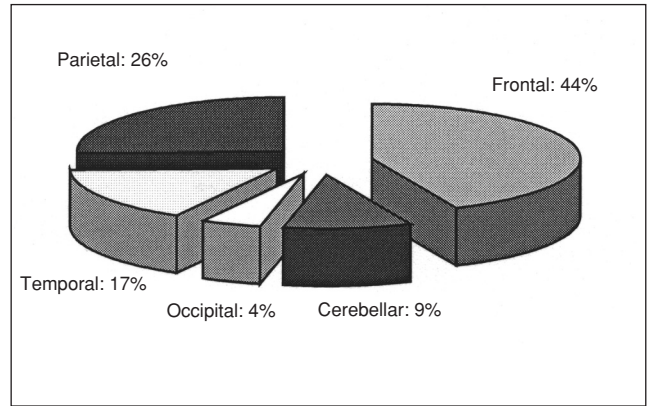 Parietal: 26%
Frontal: 44%
Temporal: 17%
Occipital: 4%
Cerebellar: 9%